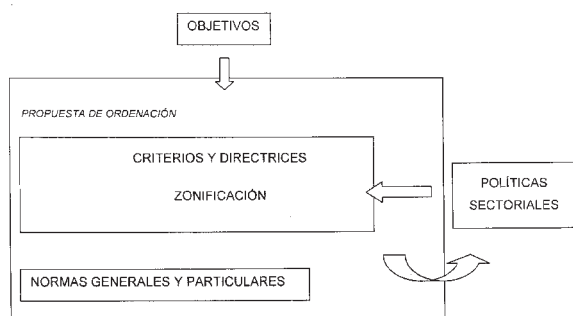 OBJETIVOS
PROPUESTA DE ORDENACIÓN
CRITERIOS Y DIRECTRICES
ZONIFICACIÓN
POLÍTICAS
SECTORIALES
NORMAS GENERALES Y PARTICULARES